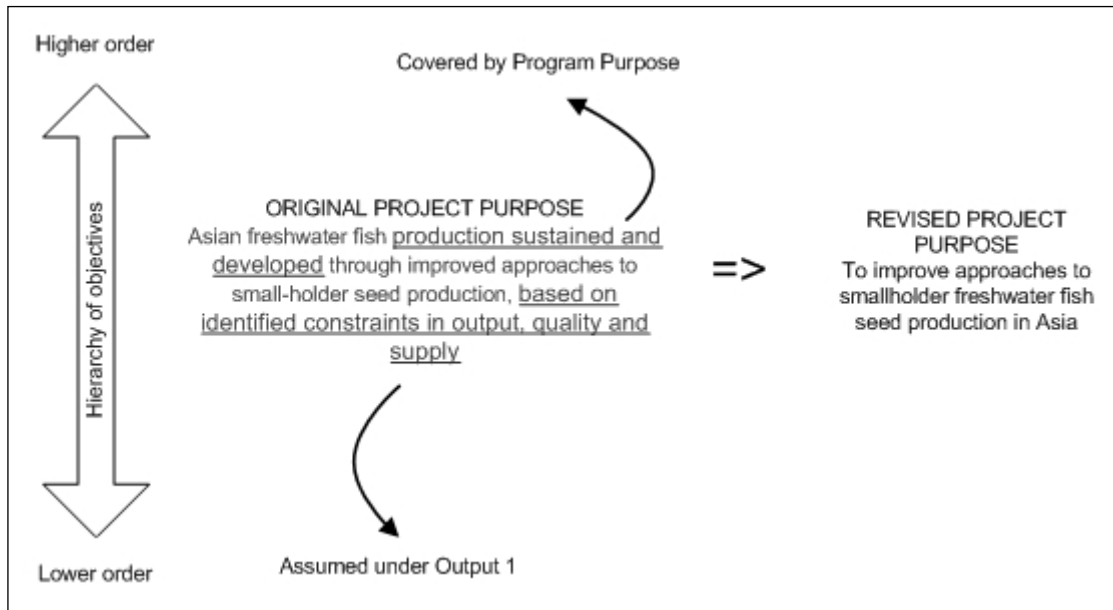 Higher order
Covered by Program Purpose
Hierarchy of objectives
ORIGINAL PROJECT PURPOSE
Asian freshwater fish production sustained and
developed through improved approaches to
small-holder seed production, based on
identified constraints in output, quality and
supply
=>
REVISED PROJECT
PURPOSE
To improve approaches to
smallholder freshwater fish
seed production in Asia
Assumed under Output 1
Lower order